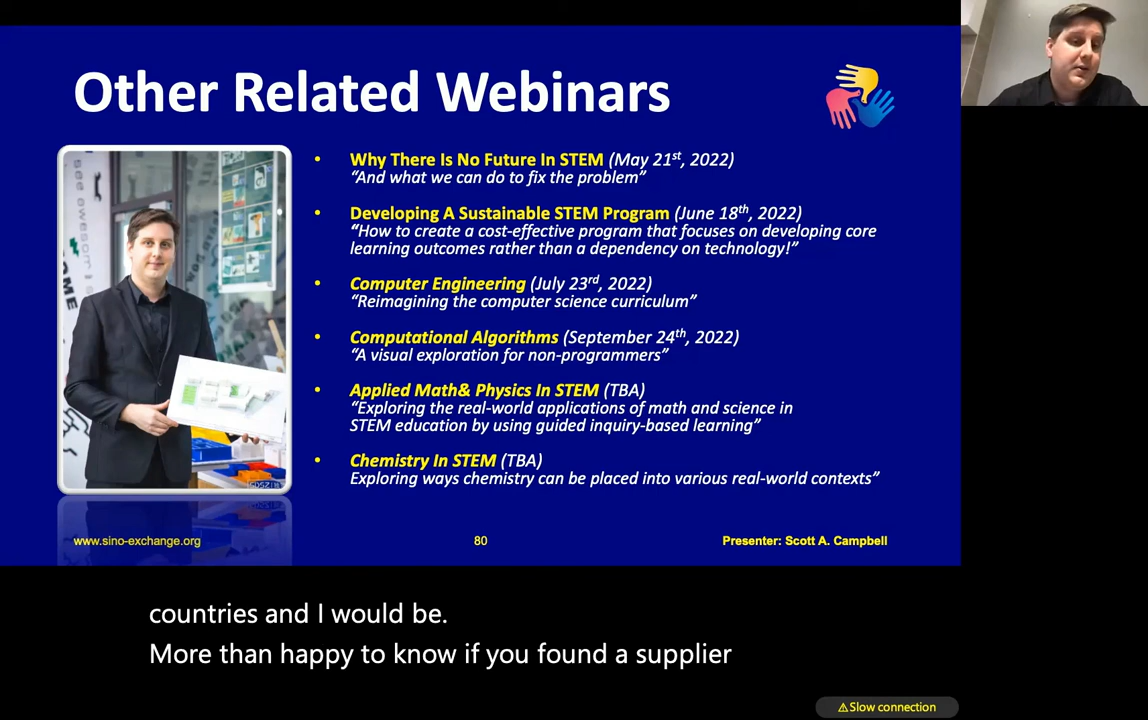 Other Related Webinars
• Why There Is No Future In STEM (May 21st, 2022)
“And what we can do to fix the problem”
• Developing A Sustainable STEM Program (June 18th, 2022)
“How to create a cost-effective program that focuses on developing core
learning outcomes rather than a dependency on technology!”
• Computer Engineering (July 23rd, 2022)
“Reimagining the computer science curriculum”
• Computational Algorithms (September 24th, 2022)
“A visual exploration for non-programmers”
• Applied Math& Physics In STEM (TBA)
“Exploring the real-world applications of math and science in
STEM education by using guided inquiry-based learning”
• Chemistry In STEM (TBA)
Exploring ways chemistry can be placed into various real-world contexts”
www.sino-exchange.org
80
Presenter: Scott A. Campbell
countries and I would be.
More than happy to know if you found a supplier
⚠Slow connection